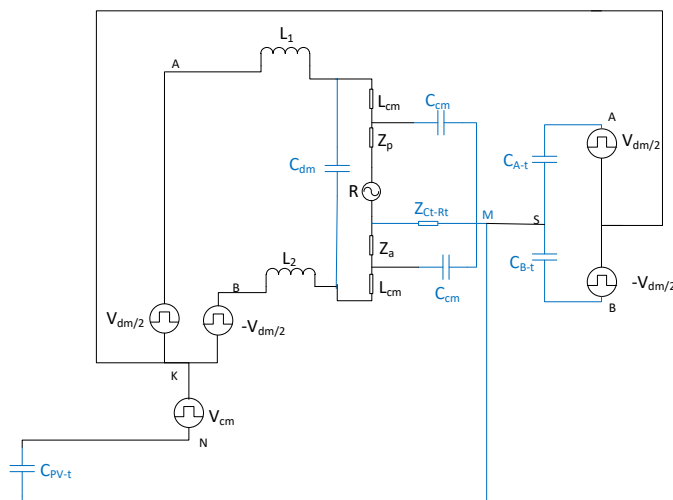 L1
A
Lcm
Ccm
A
Vdm/2
Zp
CA-t
Cdm
R
ZCt-Rt
M
S
Za
CB-t
L2
B
Lcm
Ccm
-Vdm/2
B
Vdm/2
-Vdm/2
K
Vcm
N
CPV-t